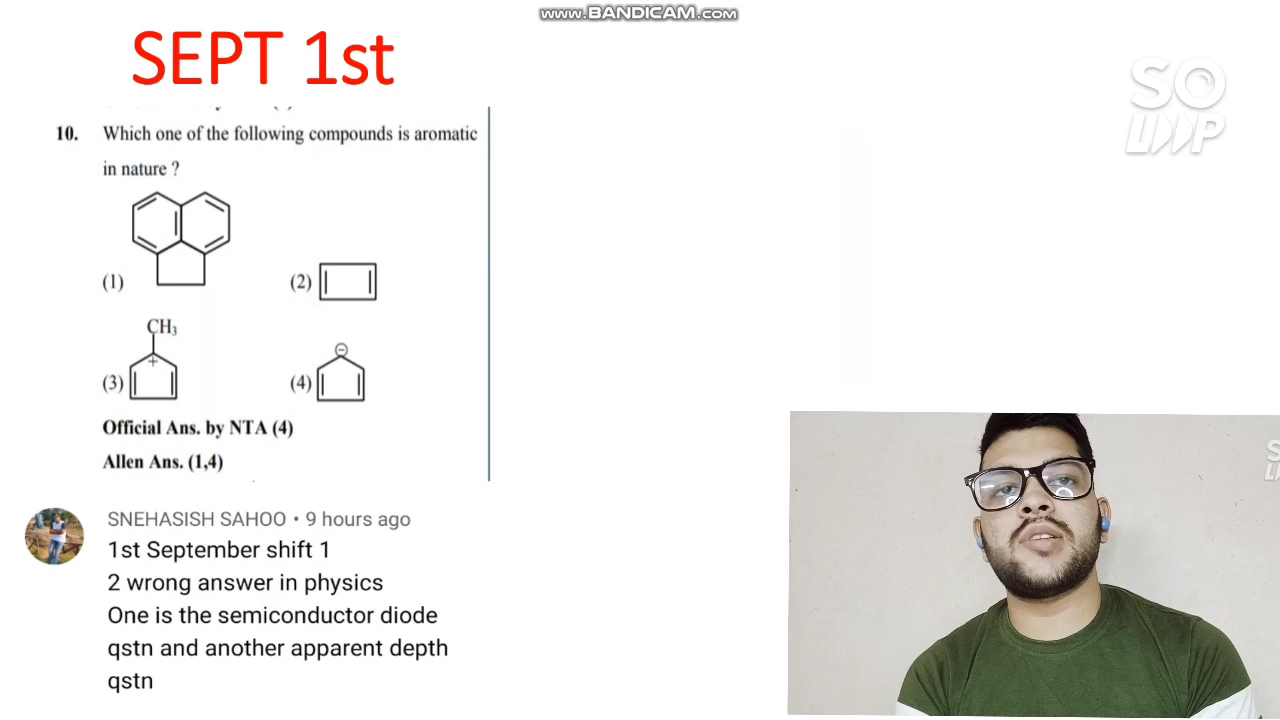 www.BANDICAM.com
SEPT 1st
SO
LOOP
10. Which one of the following compounds is aromatic
in nature ?
(1)
(2)
CH3
+
(3)
(4)
Official Ans. by NTA (4)
Allen Ans. (1,4)
SNEHASISH SAHOO • 9 hours ago
1st September shift 1
2 wrong answer in physics
One is the semiconductor diode
qstn and another apparent depth
qstn